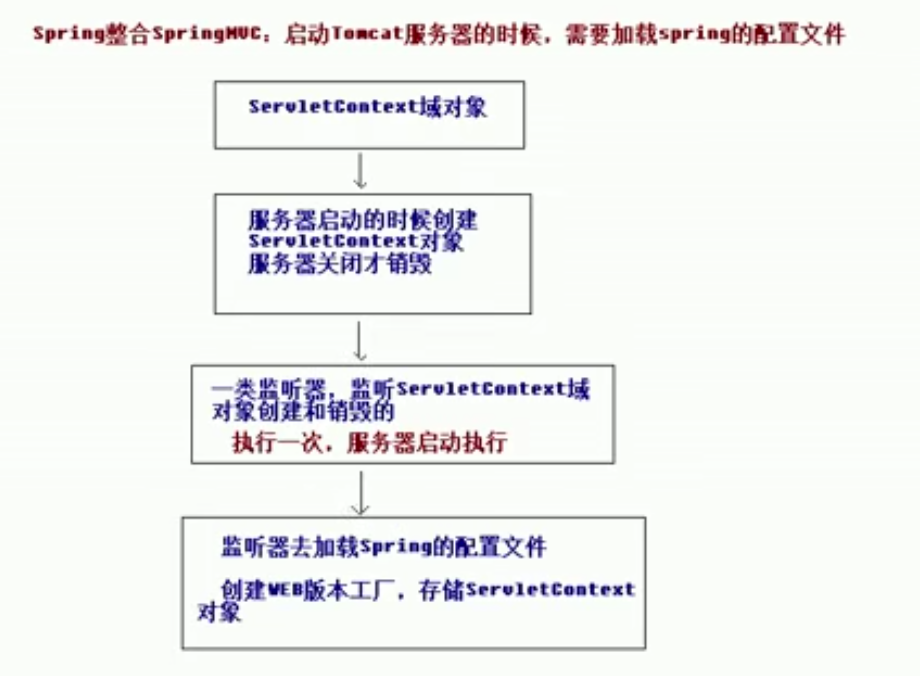 Spring整合SpringMVC：启动Tomcat服务器的时候，需要加载spring的配置文件
ServletContext域对象
服务器启动的时候创建
ServletContext对象
服务器关闭才销毁
一类监听器，监听ServletContext域
对象创建和销毁的
执行一次，服务器启动执行
监听器去加载Spring的配置文件
创建WEB版本工厂，存储ServletContext
对象